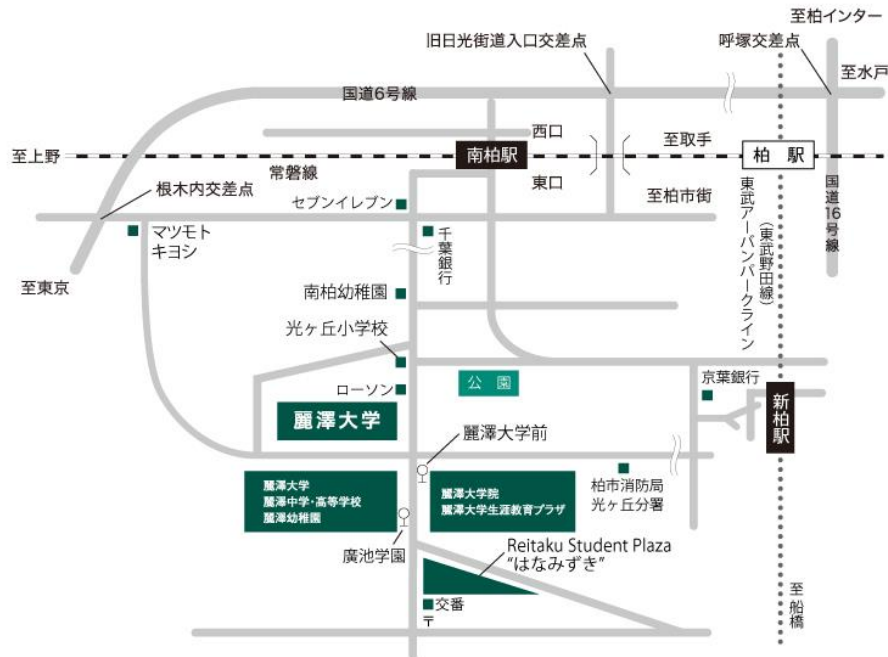 至柏インター
旧日光街道入口交差点
呼塚交差点
至水戸
国道6号線
西口
至取手
至上野
南柏駅
柏 駅
常磐線
東口
根木内交差点
セブンイレブン
至柏市街
国道16号線
東武アーバンパークライン
(東武野田線)
マツモト
キヨシ
千葉銀行
至東京
南柏幼稚園
光ヶ丘小学校
ローソン
公 園
京葉銀行
新柏駅
麗澤大学
麗澤大学前
麗澤大学
麗澤中学・高等学校
麗澤幼稚園
麗澤大学院
麗澤大学生涯教育プラザ
柏市消防局
光ヶ丘分署
廣池学園
Reitaku Student Plaza
“はなみずき”
至船橋
交番
〒